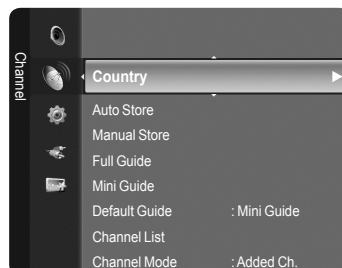 Channel
Country
Auto Store
Manual Store
Full Guide
Mini Guide
Default Guide : Mini Guide
Channel List
Channel Mode : Added Ch.